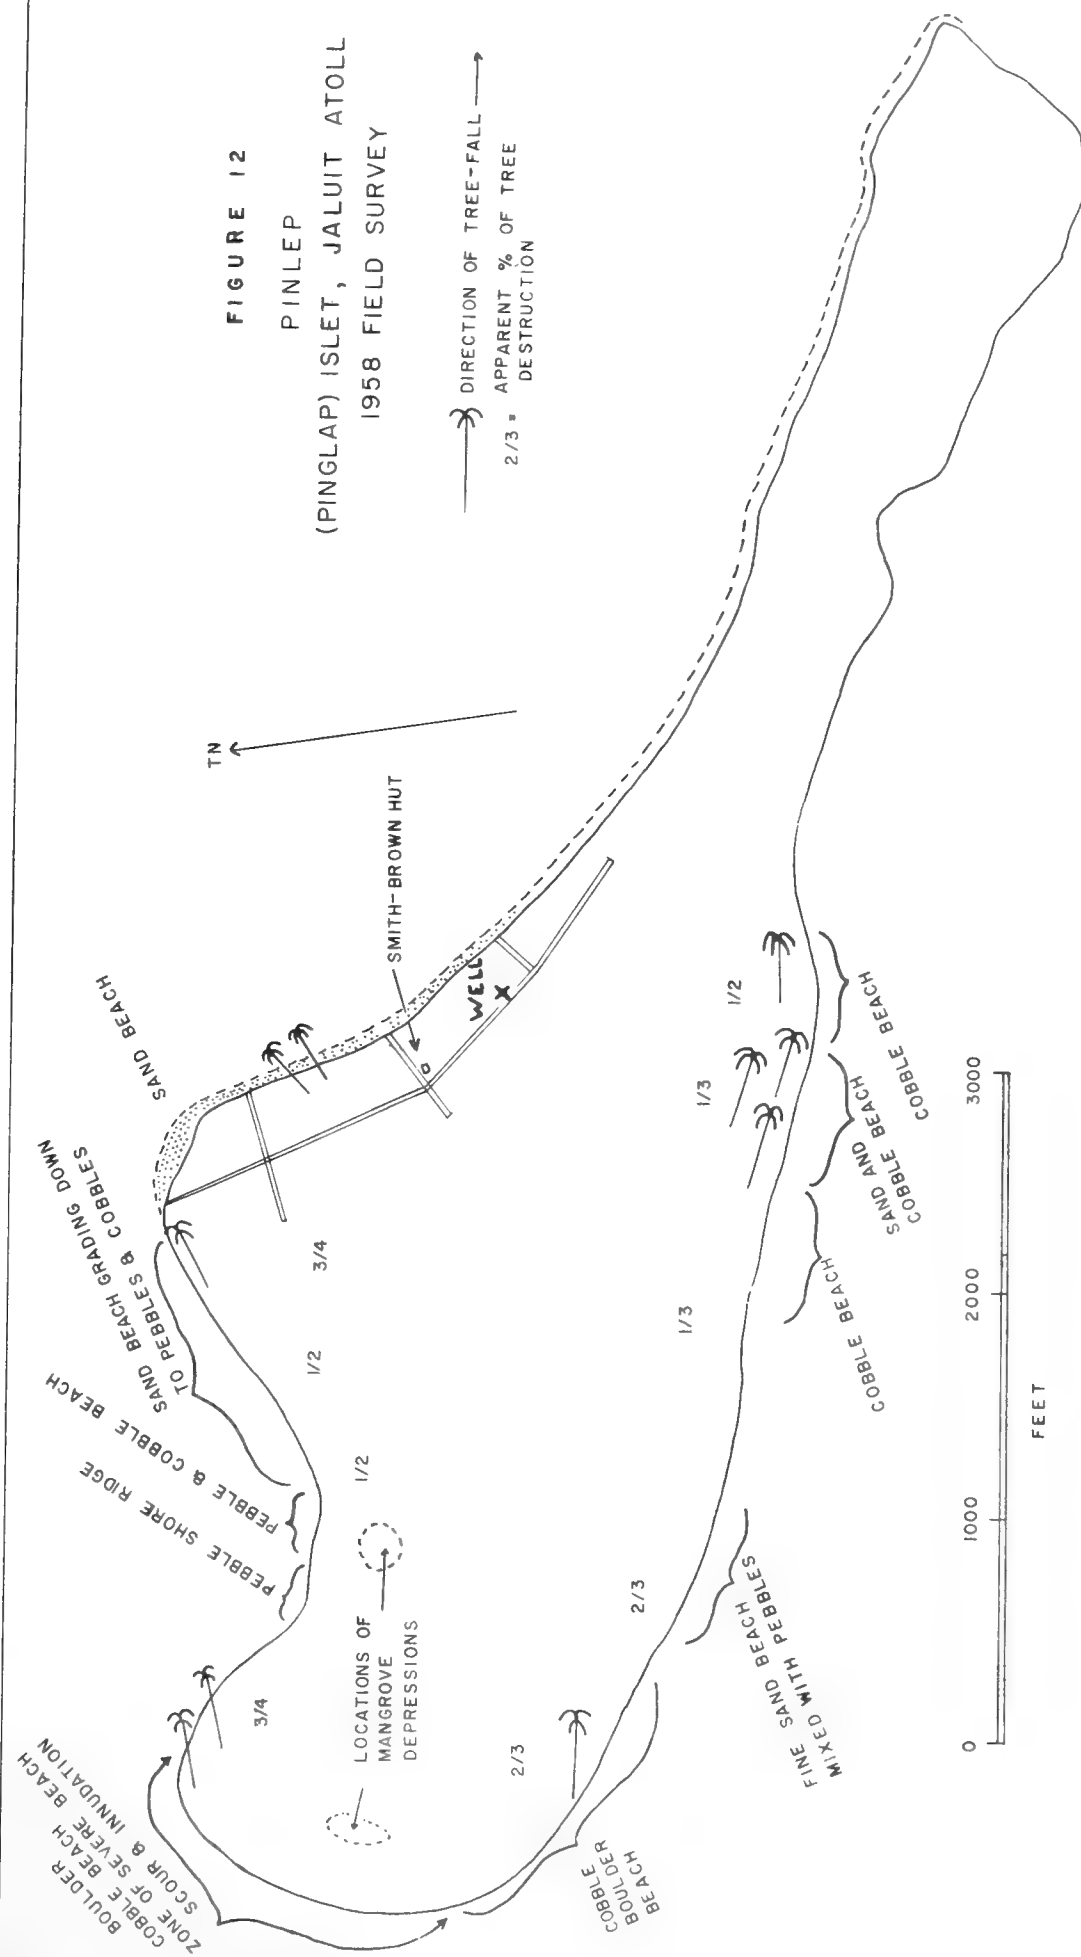 FIGURE 12
PINLEP
(PINGLAP) ISLET, JALUIT ATOLL
1958 FIELD SURVEY
DIRECTION OF TREE-FALL
2/3 = APPARENT % OF TREE
DESTRUCTION
TN
SMITH-BROWN HUT
WELL
X
SAND BEACH
SAND BEACH GRADING DOWN
TO PEBBLES & COBBLES
PEBBLE & COBBLE BEACH
PEBBLE SHORE RIDGE
BOULDER
COBBLE BEACH
ZONE OF SEVERE BEACH
SCOUR & INNUDATION
3/4
1/2
1/2
3/4
LOCATIONS OF
MANGROVE
DEPRESSIONS
2/3
2/3
1/3
1/3
1/2
COBBLE
BOULDER
BEACH
FINE SAND BEACH
MIXED WITH PEBBLES
COBBLE BEACH
SAND AND
COBBLE BEACH
COBBLE BEACH
0 1000 2000 3000
FEET